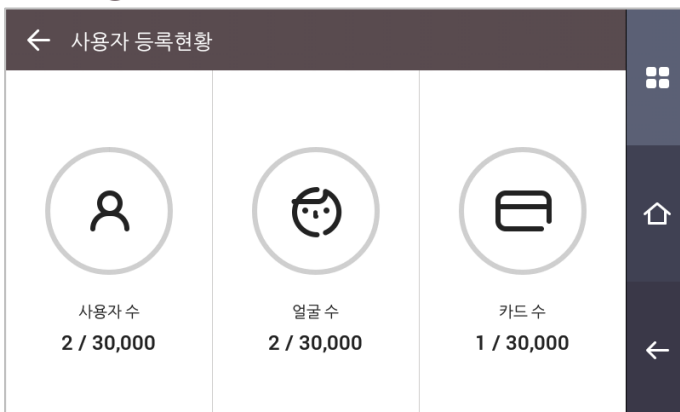 사용자 등록현황
사용자 수
2 / 30,000
얼굴 수
2 / 30,000
카드 수
1 / 30,000